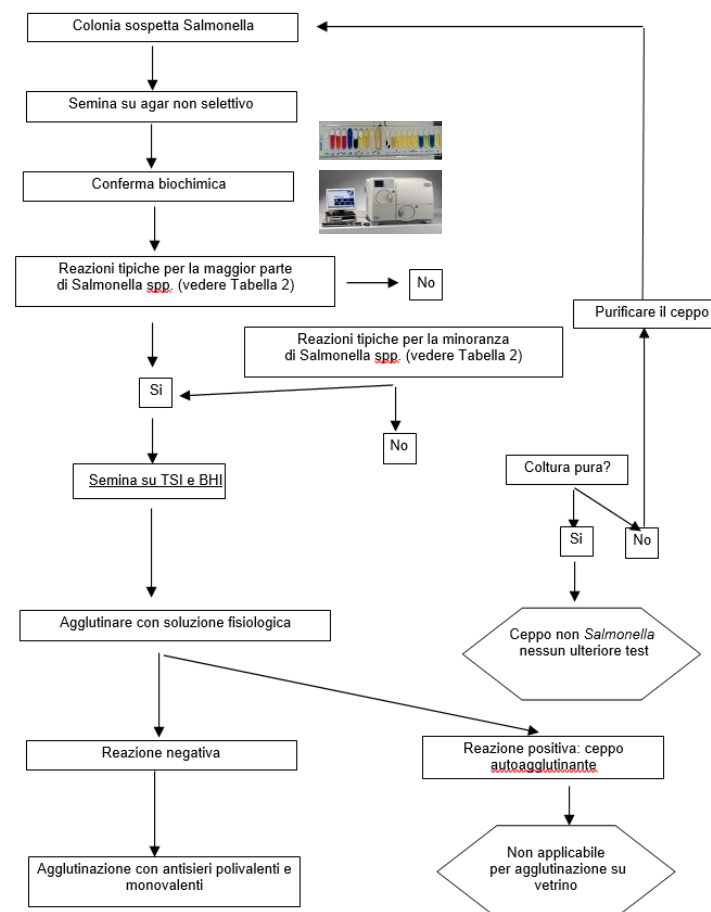 Colonia sospetta Salmonella
Semina su agar non selettivo
Conferma biochimica
Reazioni tipiche per la maggior parte
di Salmonella spp. (vedere Tabella 2)
No
Purificare il ceppo
Reazioni tipiche per la minoranza
di Salmonella spp. (vedere Tabella 2)
Si
No
Coltura pura?
Semina su TSI e BHI
Si
No
Agglutinare con soluzione fisiologica
Ceppo non Salmonella
nessun ulteriore test
Reazione negativa
Reazione positiva: ceppo
autoagglutinante
Agglutinazione con antisieri polivalenti e
monovalenti
Non applicabile
per agglutinazione su
vetrino